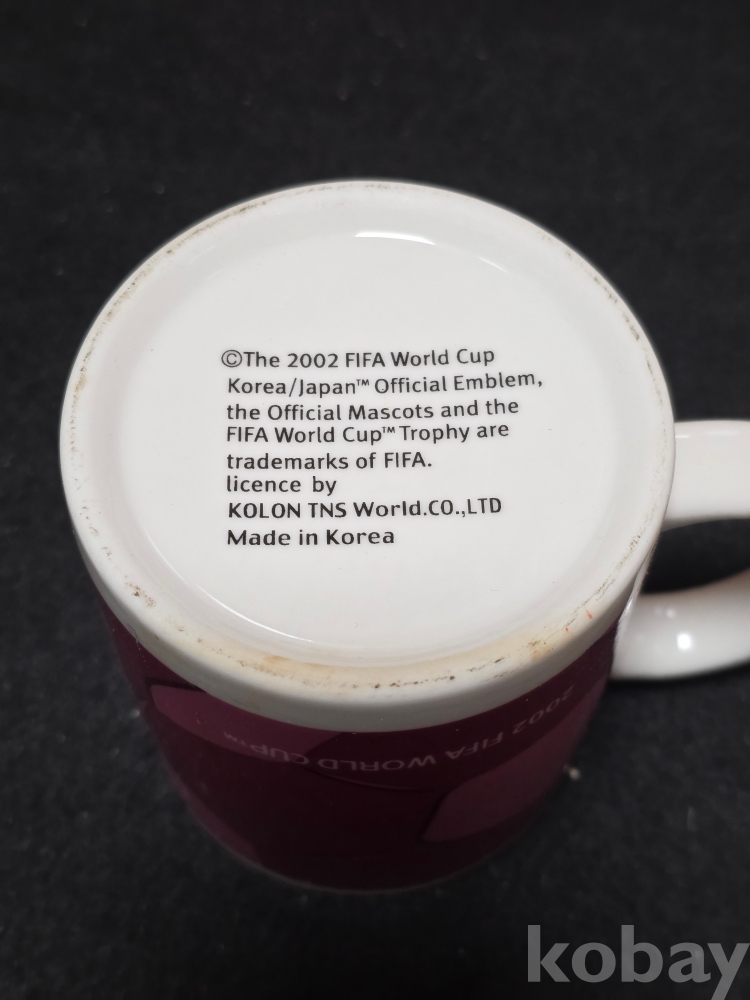 ©The 2002 FIFA World Cup
Korea/Japan™ Official Emblem,
the Official Mascots and the
FIFA World Cup™ Trophy are
trademarks of FIFA.
licence by
KOLON TNS World.CO.,LTD
Made in Korea
2002 FIFA WORLD CUP™
kobay